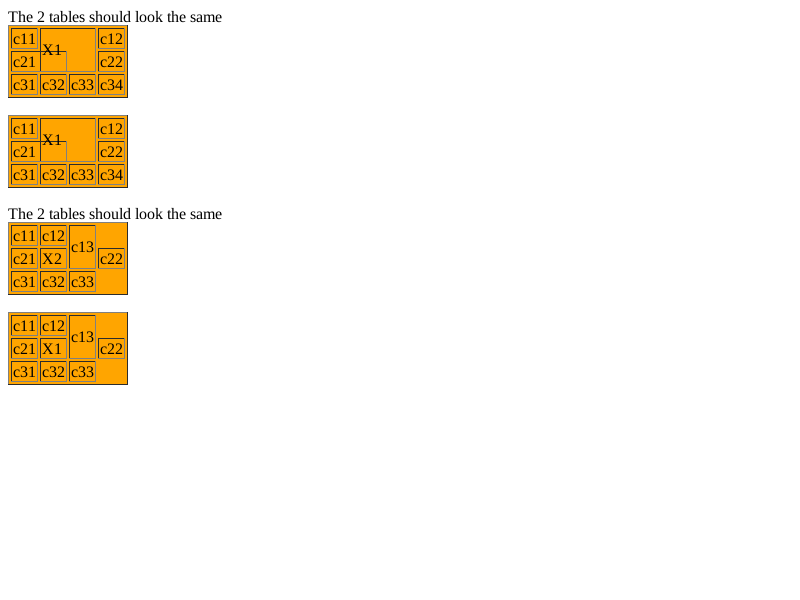 The 2 tables should look the same
c11 X1 c12
c21 c22
c31 c32 c33 c34
c11 X1 c12
c21 c22
c31 c32 c33 c34
The 2 tables should look the same
c11 c12 c13
c21 X2 c22
c31 c32 c33
c11 c12 c13
c21 X1 c22
c31 c32 c33